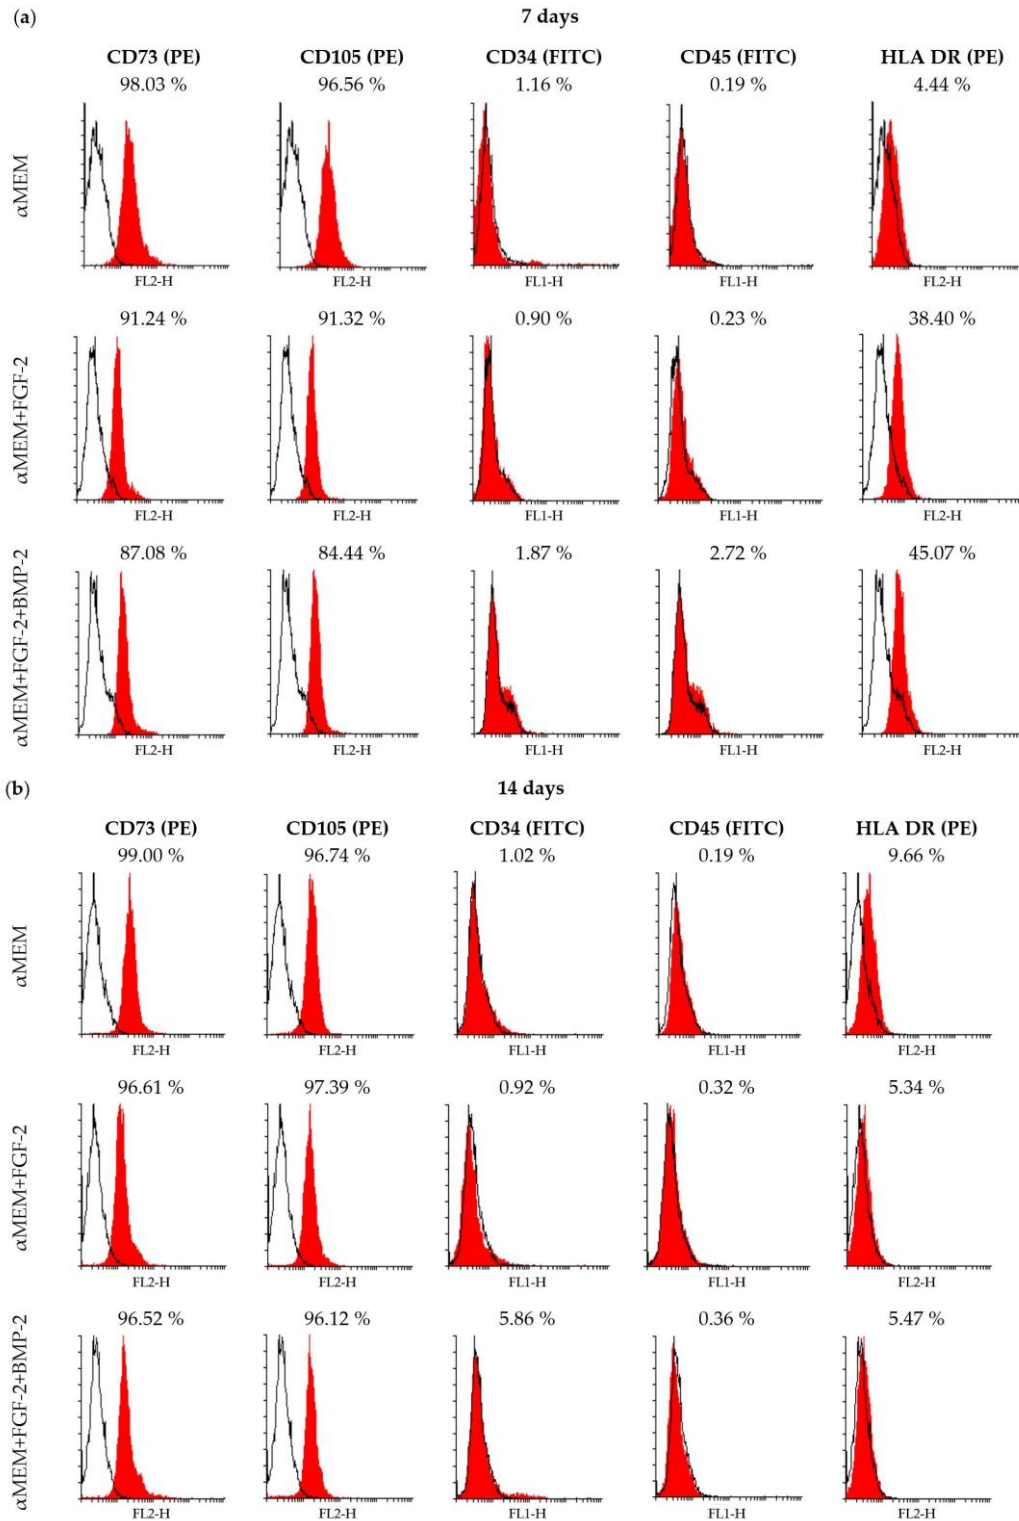 (a)
7 days
CD73 (PE) CD105 (PE) CD34 (FITC) CD45 (FITC) HLA DR (PE)
98.03 % 96.56 % 1.16 % 0.19 % 4.44 %
αMEM
FL2-H FL2-H FL1-H FL1-H FL2-H
91.24 % 91.32 % 0.90 % 0.23 % 38.40 %
αMEM+FGF-2
FL2-H FL2-H FL1-H FL1-H FL2-H
87.08 % 84.44 % 1.87 % 2.72 % 45.07 %
αMEM+FGF-2+BMP-2
FL2-H FL2-H FL1-H FL1-H FL2-H
(b)
14 days
CD73 (PE) CD105 (PE) CD34 (FITC) CD45 (FITC) HLA DR (PE)
99.00 % 96.74 % 1.02 % 0.19 % 9.66 %
αMEM
FL2-H FL2-H FL1-H FL1-H FL2-H
96.61 % 97.39 % 0.92 % 0.32 % 5.34 %
αMEM+FGF-2
FL2-H FL2-H FL1-H FL1-H FL2-H
96.52 % 96.12 % 5.86 % 0.36 % 5.47 %
αMEM+FGF-2+BMP-2
FL2-H FL2-H FL1-H FL1-H FL2-H